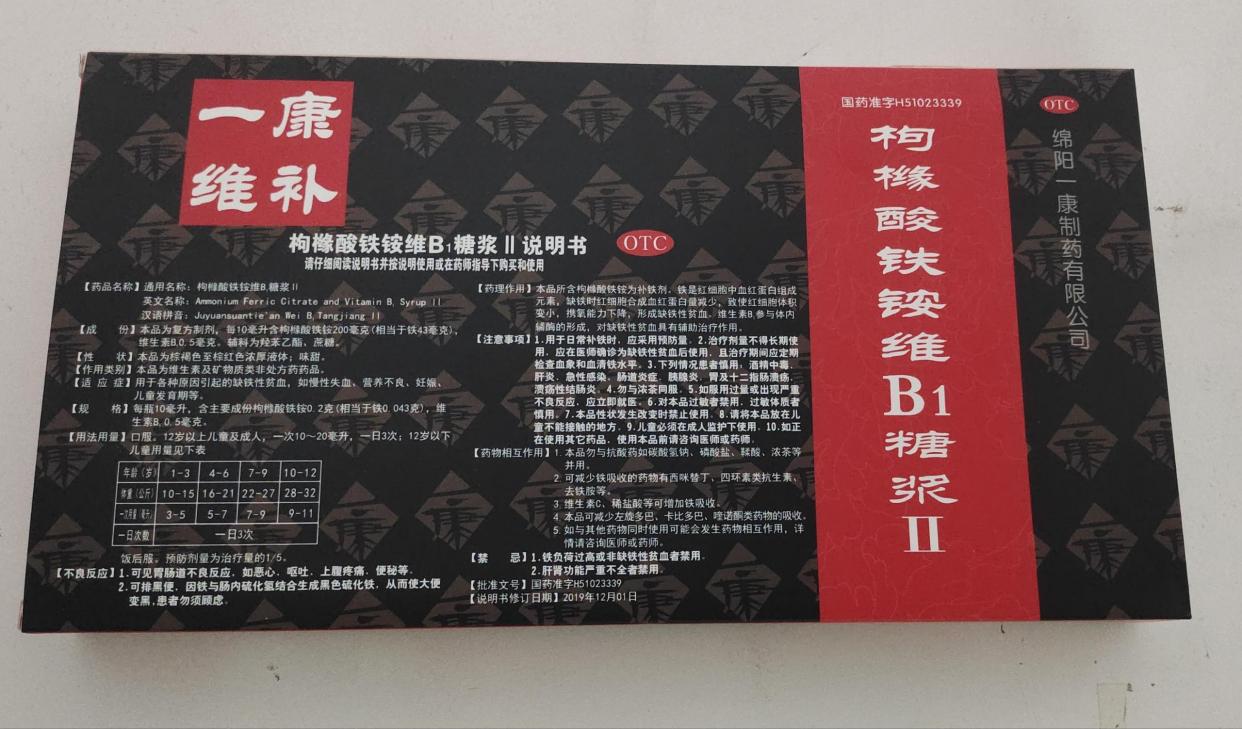 一康
维补
枸橼酸铁铵维B1糖浆Ⅱ说明书
OTC
请仔细阅读说明书并按说明使用或在药师指导下购买和使用
【药品名称】通用名称：枸橼酸铁铵维B1糖浆Ⅱ
英文名称：Ammonium Ferric Citrate and Vitamin B1 Syrup II
汉语拼音：Juyuansuantie'an Wei B1 Tangjiang II
【成 份】本品为复方制剂，每10毫升含枸橼酸铁铵200毫克(相当于铁43毫克)，
维生素B1 0.5毫克。辅料为羟苯乙酯、蔗糖。
【性 状】本品为棕褐色至棕红色浓厚液体；味甜。
【作用类别】本品为维生素及矿物质类非处方药药品。
【适 应 症】用于各种原因引起的缺铁性贫血，如慢性失血、营养不良、妊娠、
儿童发育期等。
【规 格】每瓶10毫升，含主要成份枸橼酸铁铵0.2克(相当于铁0.043克)，维
生素B1 0.5毫克。
【用法用量】口服。12岁以上儿童及成人，一次10～20毫升，一日3次；12岁以下
儿童用量见下表
年龄（岁） 1-3 4-6 7-9 10-12
体重（公斤） 10-15 16-21 22-27 28-32
一次用量（毫升） 3-5 5-7 7-9 9-11
一日次数 一日3次
饭后服。预防剂量为治疗量的1/5。
【不良反应】1.可见胃肠道不良反应，如恶心，呕吐，上腹疼痛，便秘等。
2.可排黑便，因铁与肠内硫化氢结合生成黑色硫化铁，从而使大便
变黑，患者勿须顾虑。
【药理作用】本品所含枸橼酸铁铵为补铁剂。铁是红细胞中血红蛋白组成
元素，缺铁时红细胞合成血红蛋白量减少，致使红细胞体积
变小，携氧能力下降，形成缺铁性贫血。维生素B1参与体内
辅酶的形成，对缺铁性贫血具有辅助治疗作用。
【注意事项】1.用于日常补铁时，应采用预防量。2.治疗剂量不得长期使
用，应在医师确诊为缺铁性贫血后使用，且治疗期间应定期
检查血象和血清铁水平。3.下列情况患者慎用：酒精中毒、
肝炎、急性感染、肠道炎症、胰腺炎、胃及十二指肠溃疡、
溃疡性结肠炎。4.勿与浓茶同服。5.如服用过量或出现严重
不良反应，应立即就医。6.对本品过敏者禁用，过敏体质者
慎用。7.本品性状发生改变时禁止使用。8.请将本品放在儿
童不能接触的地方。9.儿童必须在成人监护下使用。10.如正
在使用其它药品，使用本品前请咨询医师或药师。
【药物相互作用】1.本品勿与抗酸药如碳酸氢钠、磷酸盐、鞣酸、浓茶等
并用。
2.可减少铁吸收的药物有西咪替丁、四环素类抗生素、
去铁胺等。
3.维生素C、稀盐酸等可增加铁吸收。
4.本品可减少左旋多巴、卡比多巴、喹诺酮类药物的吸收。
5.如与其他药物同时使用可能会发生药物相互作用，详
情请咨询医师或药师。
【禁 忌】1.铁负荷过高或非缺铁性贫血者禁用。
2.肝肾功能严重不全者禁用。
【批准文号】国药准字H51023339
【说明书修订日期】2019年12月01日
国药准字H51023339
枸橼酸铁铵维B1糖浆Ⅱ
OTC
绵阳一康制药有限公司